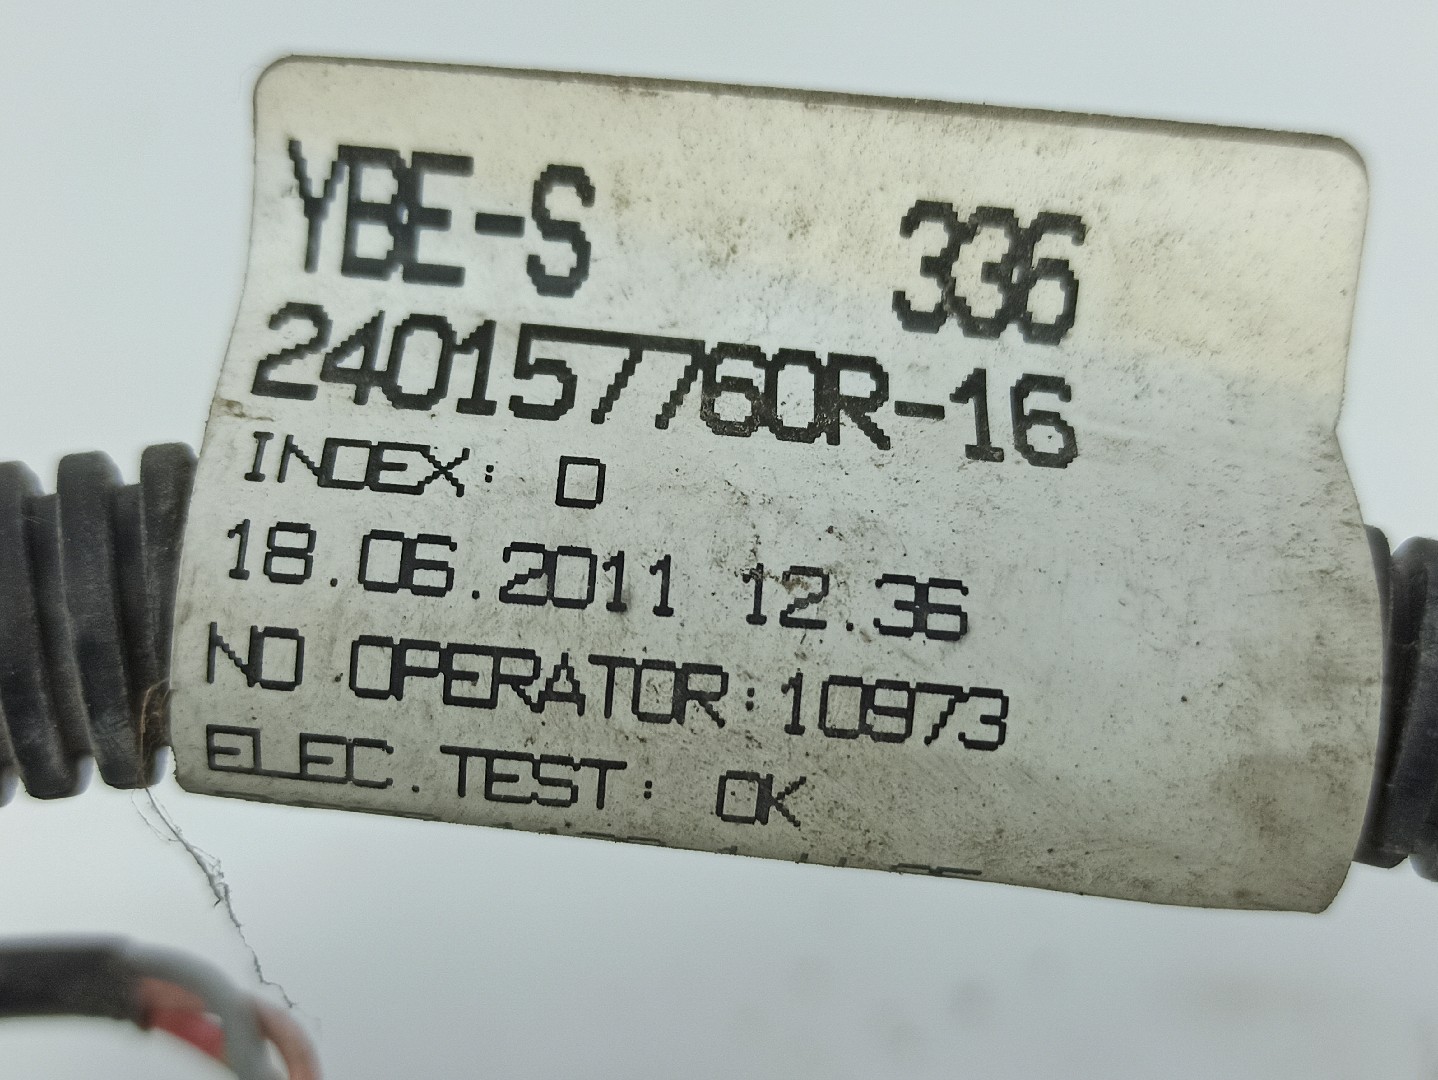 YBE-S 336
240157760R-16
INDEX: D
18.06.2011 12.36
NO OPERATOR:10973
ELEC.TEST: OK